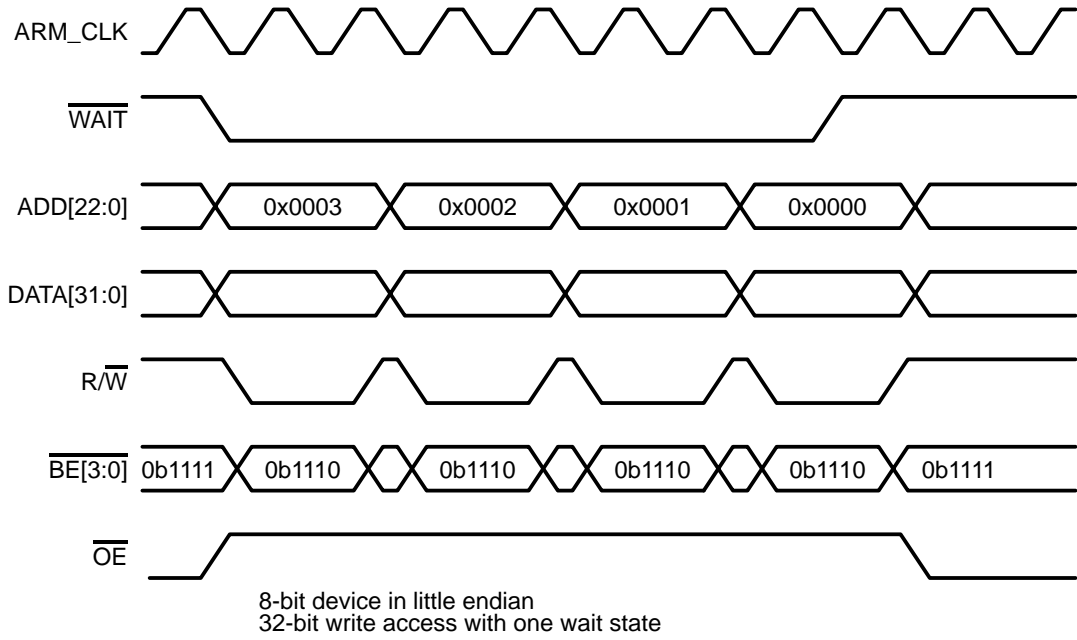 ARM_CLK
WAIT
ADD[22:0] 0x0003 0x0002 0x0001 0x0000
DATA[31:0]
R/W
BE[3:0] 0b1111 0b1110 0b1110 0b1110 0b1110 0b1111
OE
8-bit device in little endian
32-bit write access with one wait state